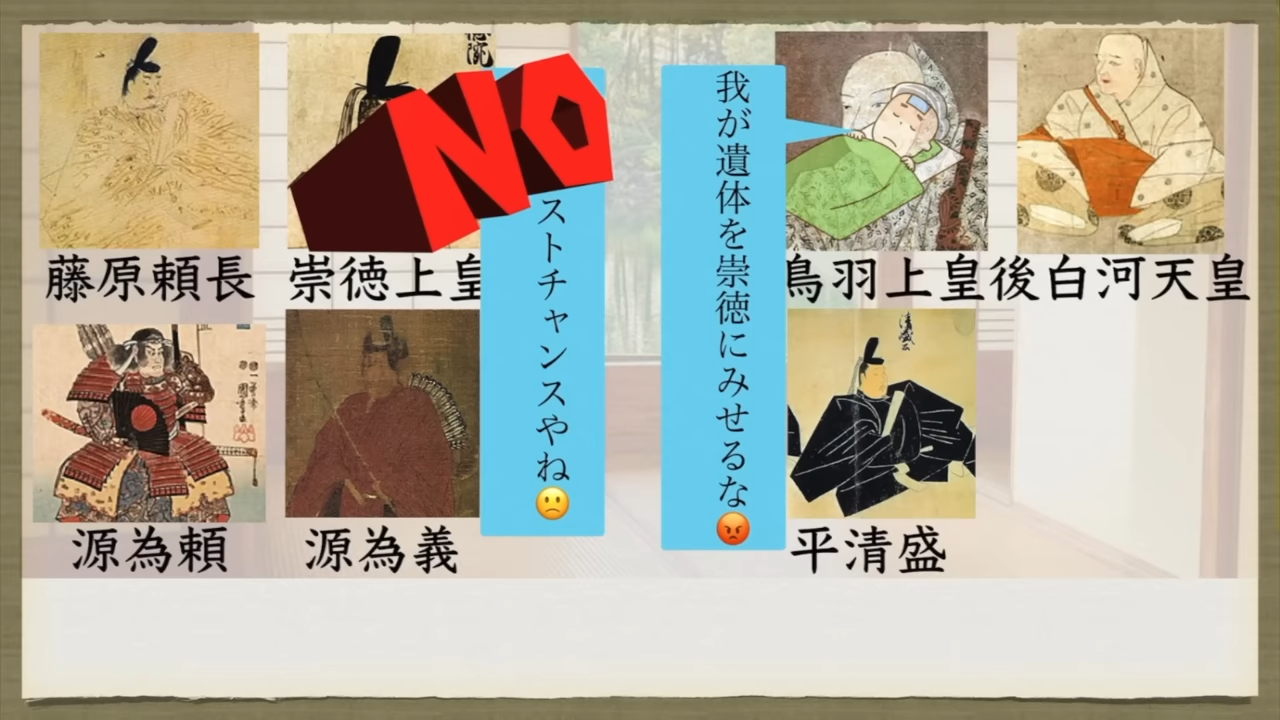 NO
ストチャンスやね🙁
我が遺体を崇徳にみせるな😡
藤原頼長
崇徳上皇
鳥羽上皇
後白河天皇
源為頼
源為義
平清盛